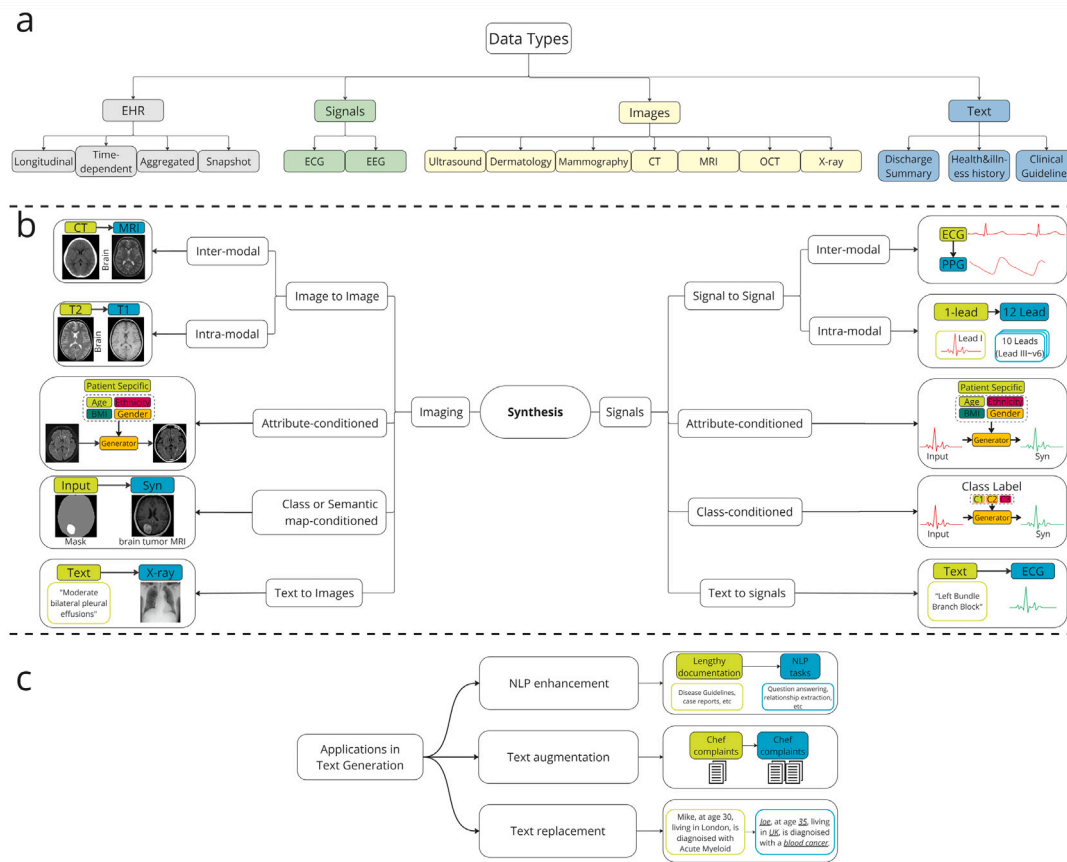 a
Data Types
EHR
Signals
Images
Text
Longitudinal
Time-
dependent
Aggregated
Snapshot
ECG
EEG
Ultrasound
Dermatology
Mammography
CT
MRI
OCT
X-ray
Discharge
Summary
Health&illn-
ess history
Clinical
Guideline
b
CT
MRI
Brain
Inter-modal
T2
T1
Brain
Intra-modal
Image to Image
Patient Sepcific
Age
Ethnicity
BMI
Gender
Generator
Attribute-conditioned
Input
Syn
Mask
brain tumor MRI
Class or Semantic
map-conditioned
Text
X-ray
"Moderate
bilateral pleural
effusions"
Text to Images
Imaging
Synthesis
Signals
Signal to Signal
Inter-modal
ECG
PPG
Intra-modal
1-lead
12 Lead
Lead I
10 Leads
(Lead III~v6)
Attribute-conditioned
Patient Sepcific
Age
Ethnicity
BMI
Gender
Generator
Input
Syn
Class-conditioned
Class Label
C1
C2
Generator
Input
Syn
Text to signals
Text
ECG
"Left Bundle
Branch Block"
c
Applications in
Text Generation
NLP enhancement
Lengthy
documentation
NLP
tasks
Disease Guidelines,
case reports, etc
Question answering,
relationship extraction,
etc
Text augmentation
Chef
complaints
Chef
complaints
Text replacement
Mike, at age 30,
living in London, is
diagnoised with
Acute Myeloid
Joe, at age 35, living
in UK, is diagnoised
with a blood cancer.